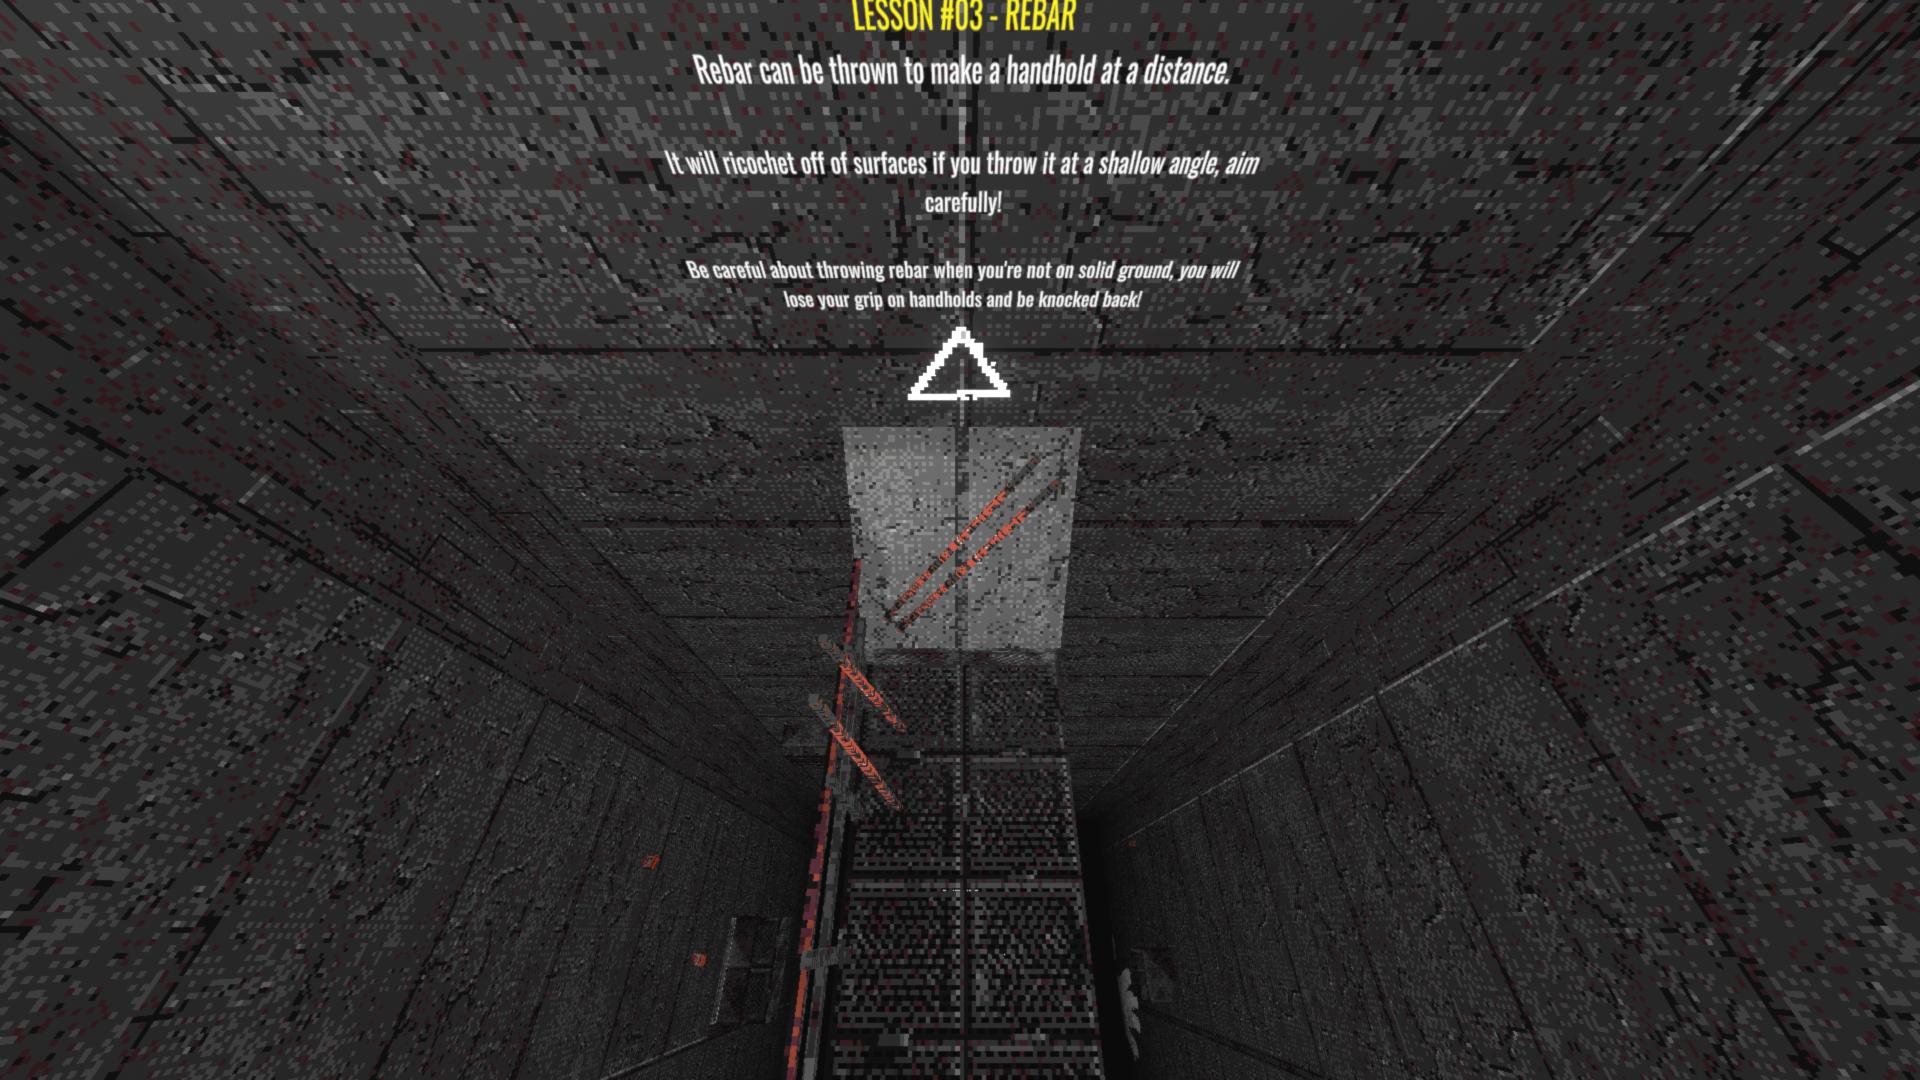 LESSON #03 - REBAR
Rebar can be thrown to make a handhold at a distance.
It will ricochet off of surfaces if you throw it at a shallow angle, aim
carefully!
Be careful about throwing rebar when you're not on solid ground, you will
lose your grip on handholds and be knocked back!